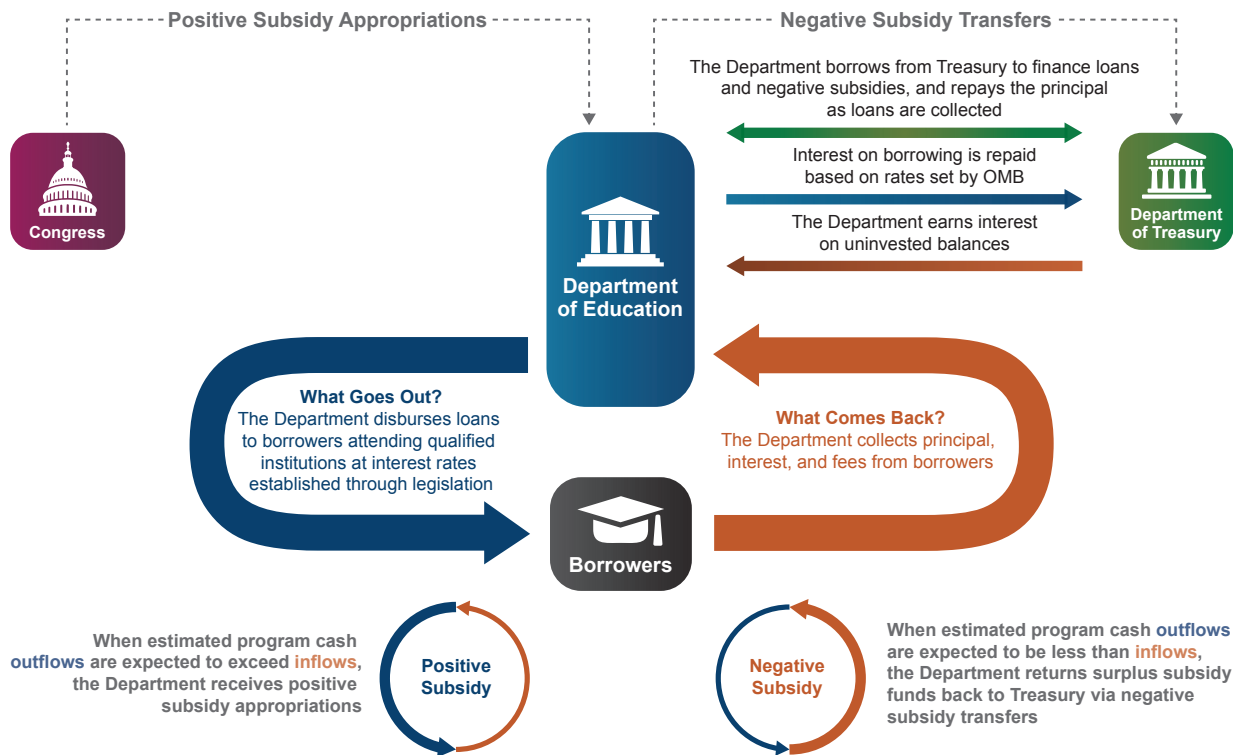 Positive Subsidy Appropriations
Negative Subsidy Transfers
The Department borrows from Treasury to finance loans
and negative subsidies, and repays the principal
as loans are collected
Interest on borrowing is repaid
based on rates set by OMB
The Department earns interest
on uninvested balances
Congress
Department
of Education
Department
of Treasury
What Goes Out?
The Department disburses loans
to borrowers attending qualified
institutions at interest rates
established through legislation
What Comes Back?
The Department collects principal,
interest, and fees from borrowers
Borrowers
When estimated program cash
outflows are expected to exceed inflows,
the Department receives positive
subsidy appropriations
Positive
Subsidy
Negative
Subsidy
When estimated program cash outflows
are expected to be less than inflows,
the Department returns surplus subsidy
funds back to Treasury via negative
subsidy transfers